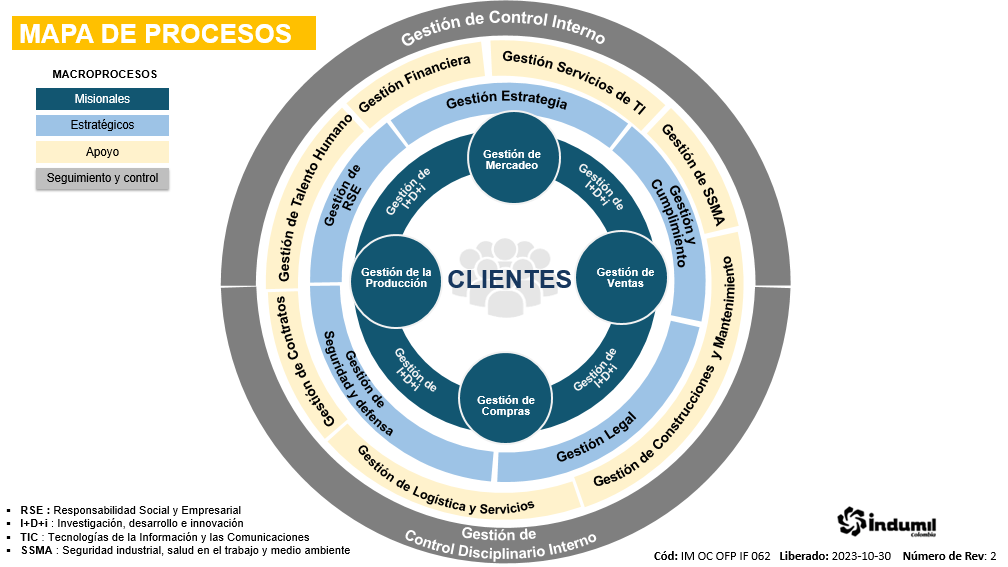 MAPA DE PROCESOS
MACROPROCESOS
Misionales
Estratégicos
Apoyo
Seguimiento y control
Gestión de Control Interno
Gestión Financiera
Gestión Servicios de TI
Gestión de Talento Humano
Gestión de SSMA
Gestión Estrategia
Gestión de
RSE
Gestión y
Cumplimiento
Gestión de
Mercadeo
Gestión de
I+D+i
Gestión de
I+D+i
Gestión de la
Producción
CLIENTES
Gestión de
Ventas
Gestión de
I+D+i
Gestión de
I+D+i
Gestión de
Compras
Gestión de Contratos
Gestión de
Seguridad y defensa
Gestión Legal
Gestión de Construcciones y Mantenimiento
Gestión de Logística y Servicios
Gestión de
Control Disciplinario Interno
▪ RSE : Responsabilidad Social y Empresarial
▪ I+D+i : Investigación, desarrollo e innovación
▪ TIC : Tecnologías de la Información y las Comunicaciones
▪ SSMA : Seguridad industrial, salud en el trabajo y medio ambiente
indumil
Colombia
Cód: IM OC OFP IF 062 Liberado: 2023-10-30 Número de Rev: 2